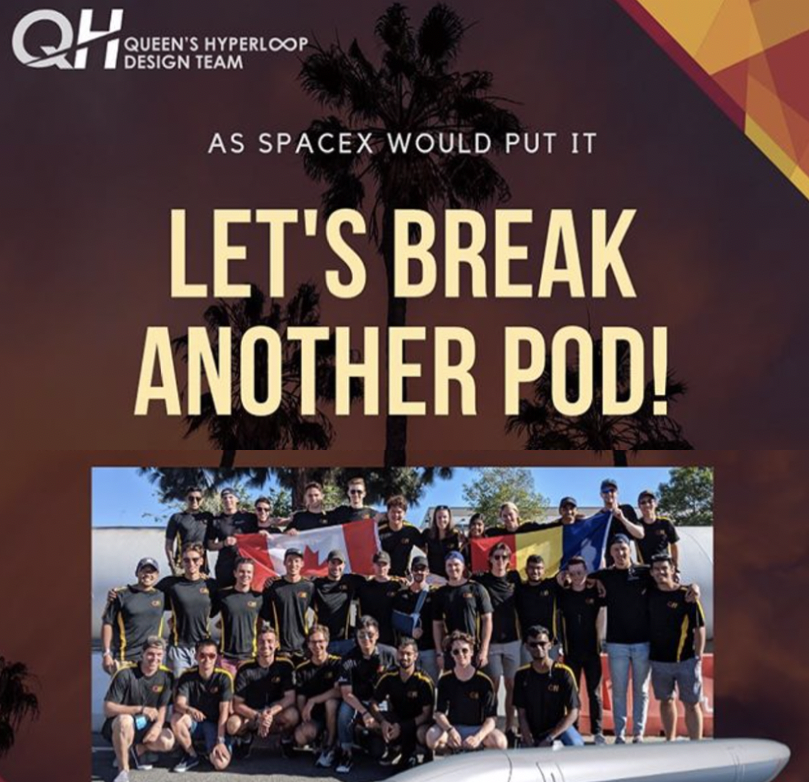 QH QUEEN'S HYPERLOOP
DESIGN TEAM
AS SPACEX WOULD PUT IT
LET'S BREAK
ANOTHER POD!